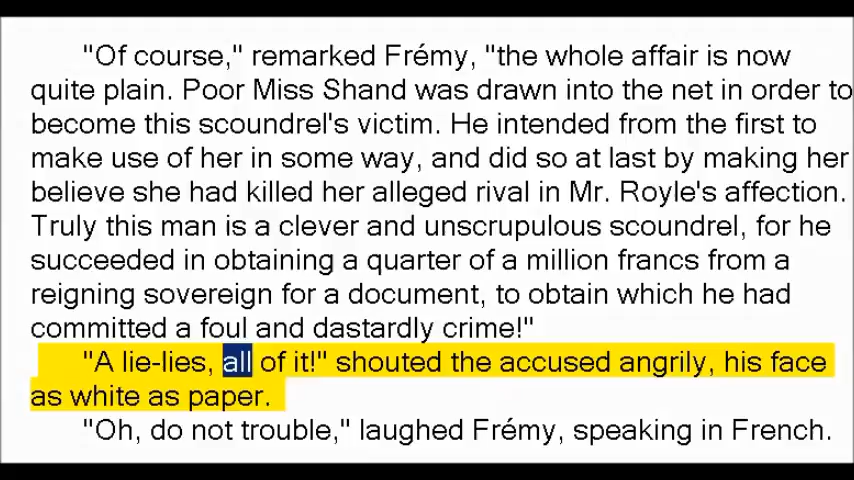 "Of course," remarked Frémy, "the whole affair is now
quite plain. Poor Miss Shand was drawn into the net in order to
become this scoundrel's victim. He intended from the first to
make use of her in some way, and did so at last by making her
believe she had killed her alleged rival in Mr. Royle's affection.
Truly this man is a clever and unscrupulous scoundrel, for he
succeeded in obtaining a quarter of a million francs from a
reigning sovereign for a document, to obtain which he had
committed a foul and dastardly crime!"
"A lie-lies, all of it!" shouted the accused angrily, his face
as white as paper.
"Oh, do not trouble," laughed Frémy, speaking in French.